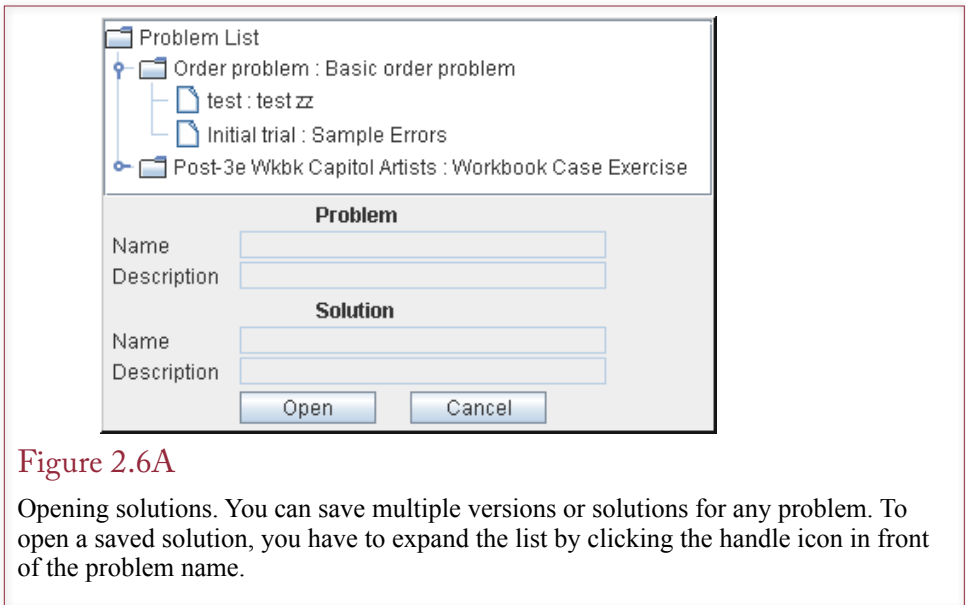 Problem List
Order problem : Basic order problem
test : test zz
Initial trial : Sample Errors
Post-3e Wkbk Capitol Artists : Workbook Case Exercise
Problem
Name
Description
Solution
Name
Description
Open Cancel
Figure 2.6A
Opening solutions. You can save multiple versions or solutions for any problem. To
open a saved solution, you have to expand the list by clicking the handle icon in front
of the problem name.